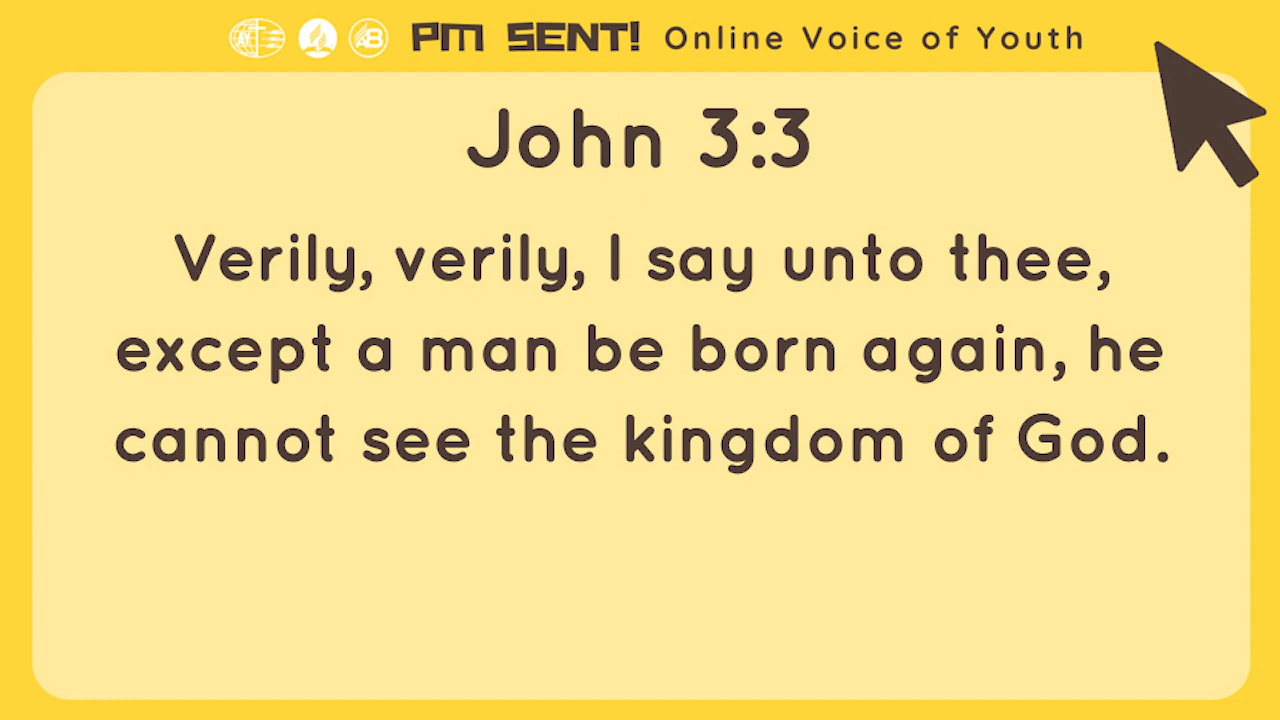 PM SENT! Online Voice of Youth
John 3:3
Verily, verily, I say unto thee,
except a man be born again, he
cannot see the kingdom of God.